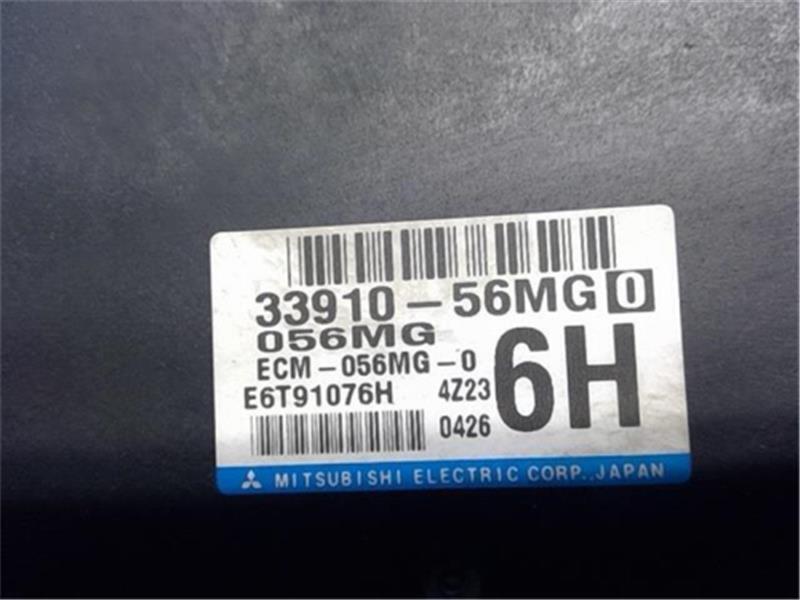 33910-56MG0
056MG
ECM-056MG-0
E6T91076H 4Z23
6H
0426
MITSUBISHI ELECTRIC CORP., JAPAN